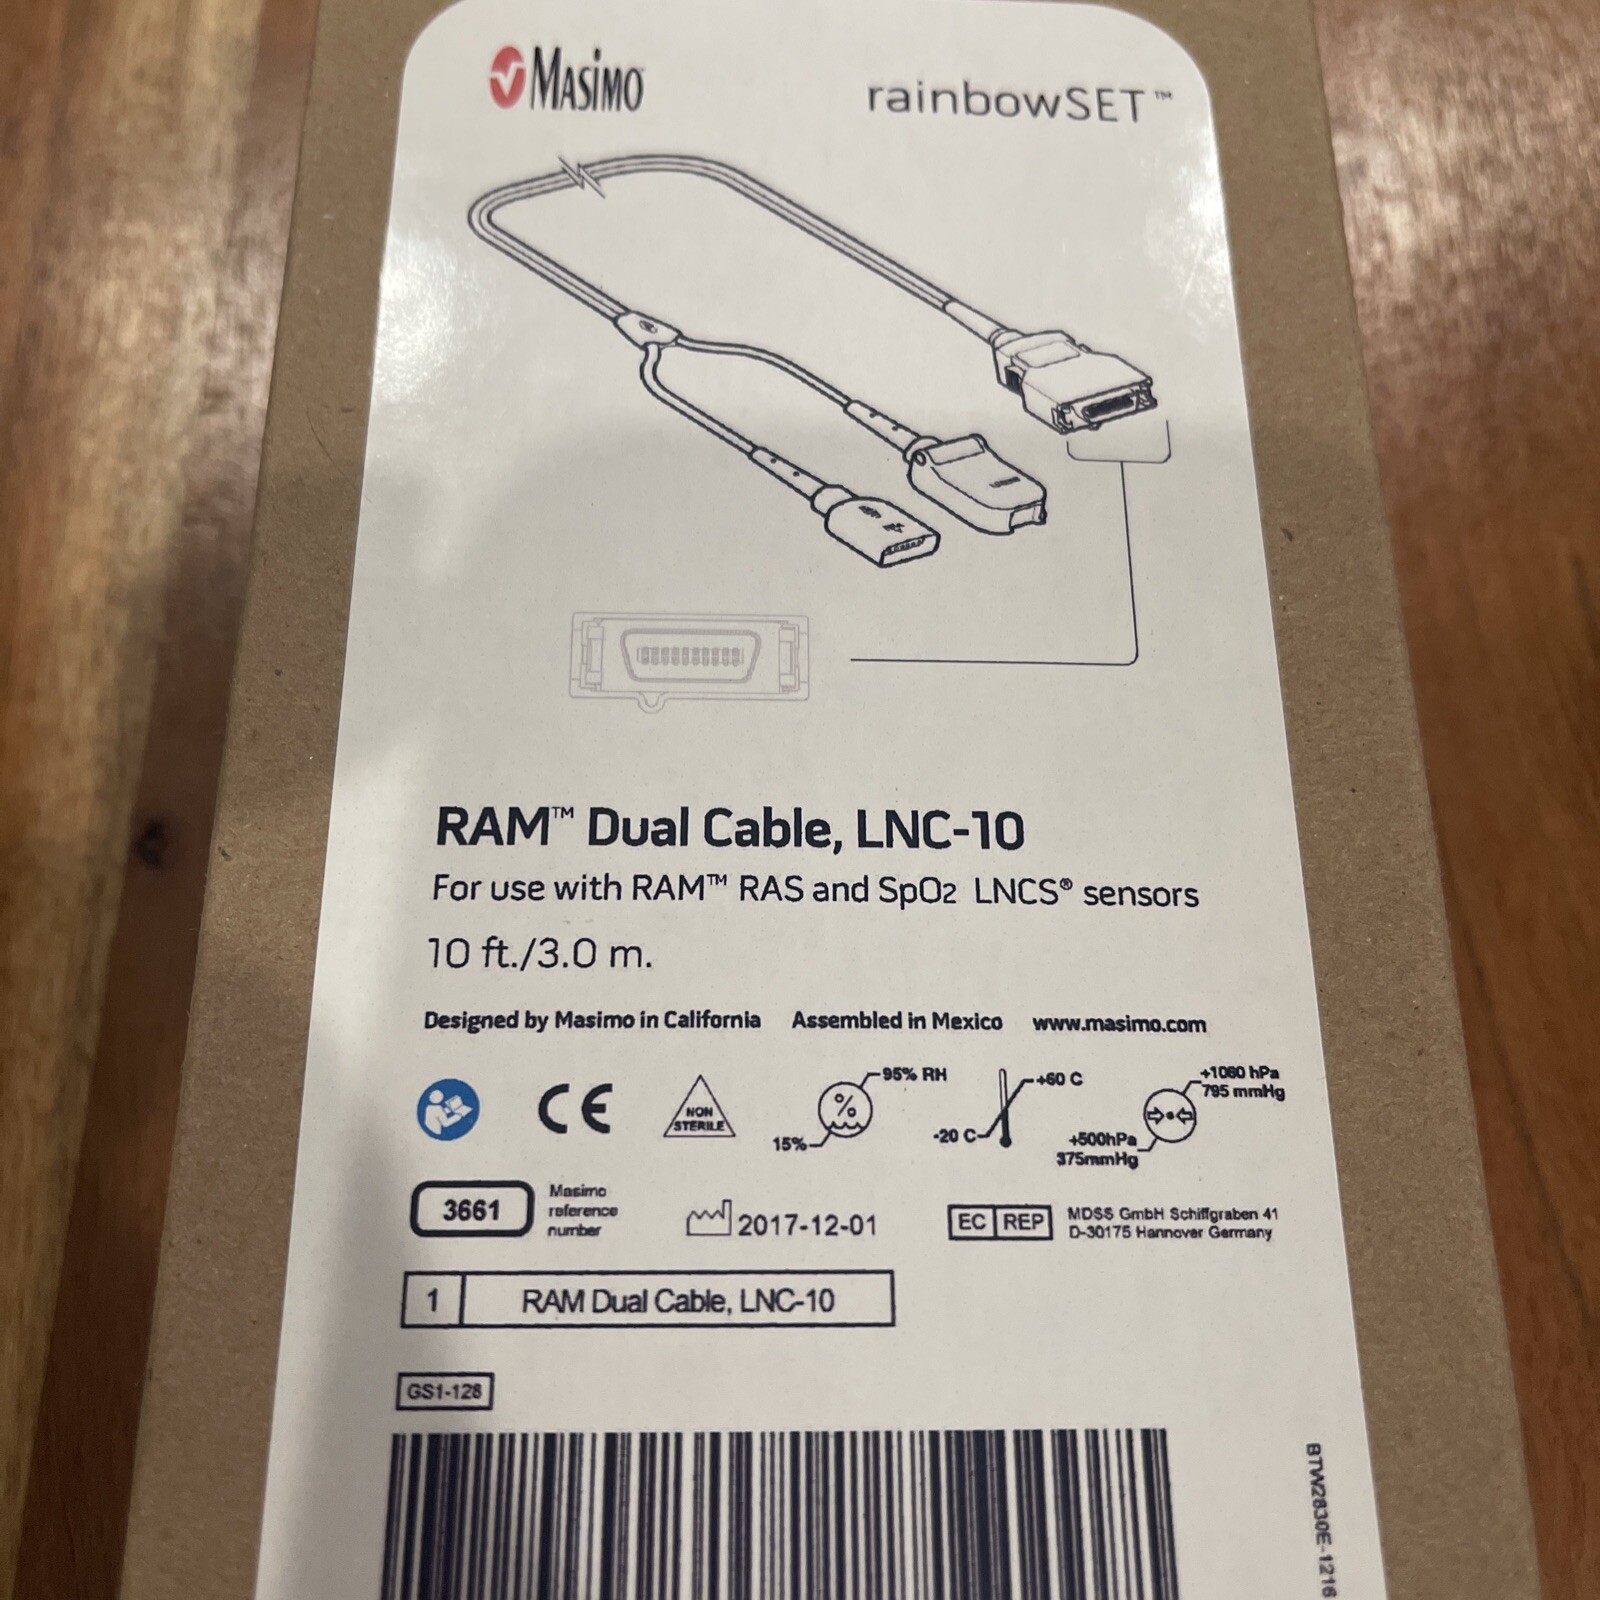 MASIMO
rainbowSET™
RAM™ Dual Cable, LNC-10
For use with RAM™ RAS and SpO2 LNCS® sensors
10 ft./3.0 m.
Designed by Masimo in California Assembled in Mexico www.masimo.com
CE
NON
STERILE
%
95% RH
15%
+60 C
-20 C
+1060 hPa
795 mmHg
+500hPa
375mmHg
3661
Masimo
reference
number
2017-12-01
EC REP
MDSS GmbH Schiffgraben 41
D-30175 Hannover Germany
1 RAM Dual Cable, LNC-10
GS1-128
BTW2830E-1216